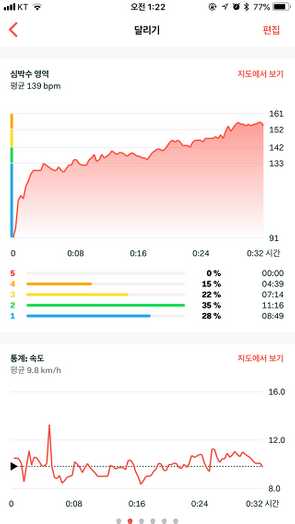 KT 오전 1:22 77%
달리기 편집
심박수 영역 지도에서 보기
평균 139 bpm
161
152
142
133
91
0 0:08 0:16 0:24 0:32 시간
5 0 % 00:00
4 15 % 04:39
3 22 % 07:14
2 35 % 11:16
1 28 % 08:49
통계: 속도 지도에서 보기
평균 9.8 km/h
16.0
12.0
8.0
0 0:08 0:16 0:24 0:32 시간